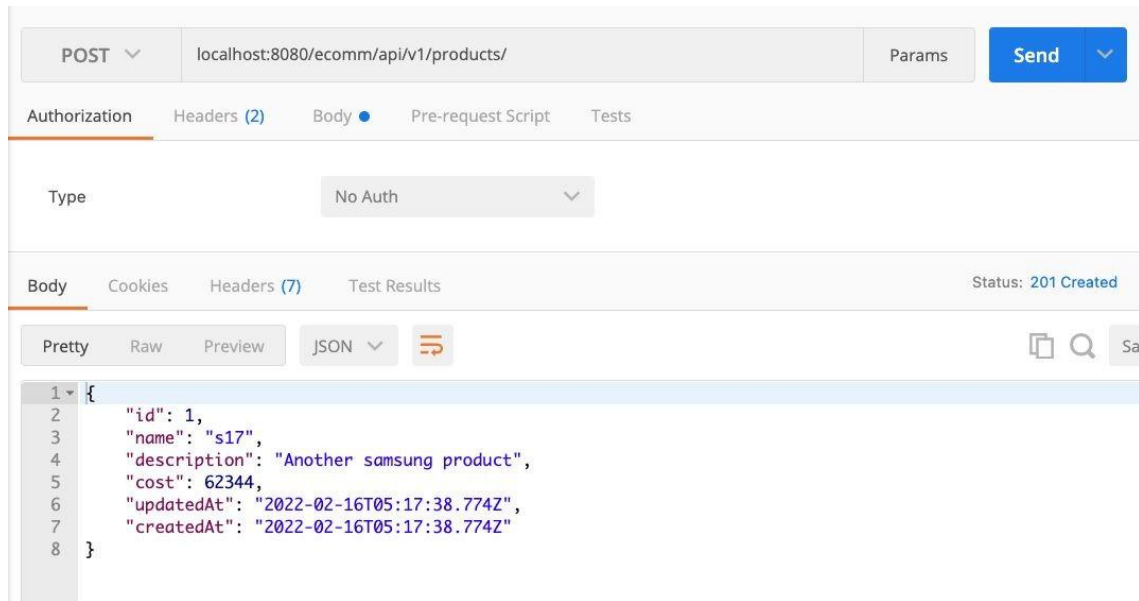 POST localhost:8080/ecomm/api/v1/products/ Params Send
Authorization Headers (2) Body Pre-request Script Tests
Type No Auth
Body Cookies Headers (7) Test Results Status: 201 Created
Pretty Raw Preview JSON Sa
1 {
2 "id": 1,
3 "name": "s17",
4 "description": "Another samsung product",
5 "cost": 62344,
6 "updatedAt": "2022-02-16T05:17:38.774Z",
7 "createdAt": "2022-02-16T05:17:38.774Z"
8 }